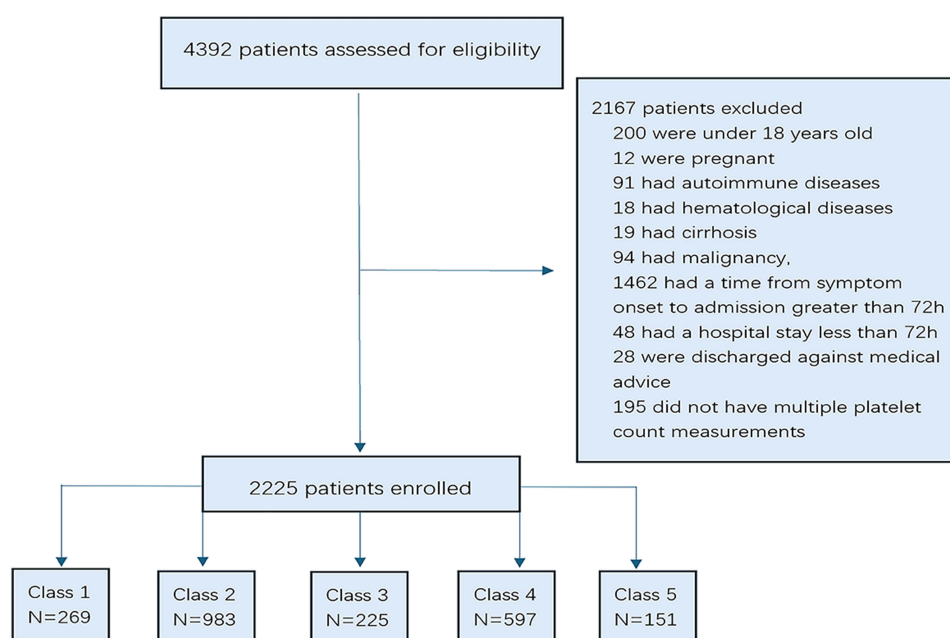 4392 patients assessed for eligibility
2167 patients excluded
200 were under 18 years old
12 were pregnant
91 had autoimmune diseases
18 had hematological diseases
19 had cirrhosis
94 had malignancy,
1462 had a time from symptom
onset to admission greater than 72h
48 had a hospital stay less than 72h
28 were discharged against medical
advice
195 did not have multiple platelet
count measurements
2225 patients enrolled
Class 1
N=269
Class 2
N=983
Class 3
N=225
Class 4
N=597
Class 5
N=151